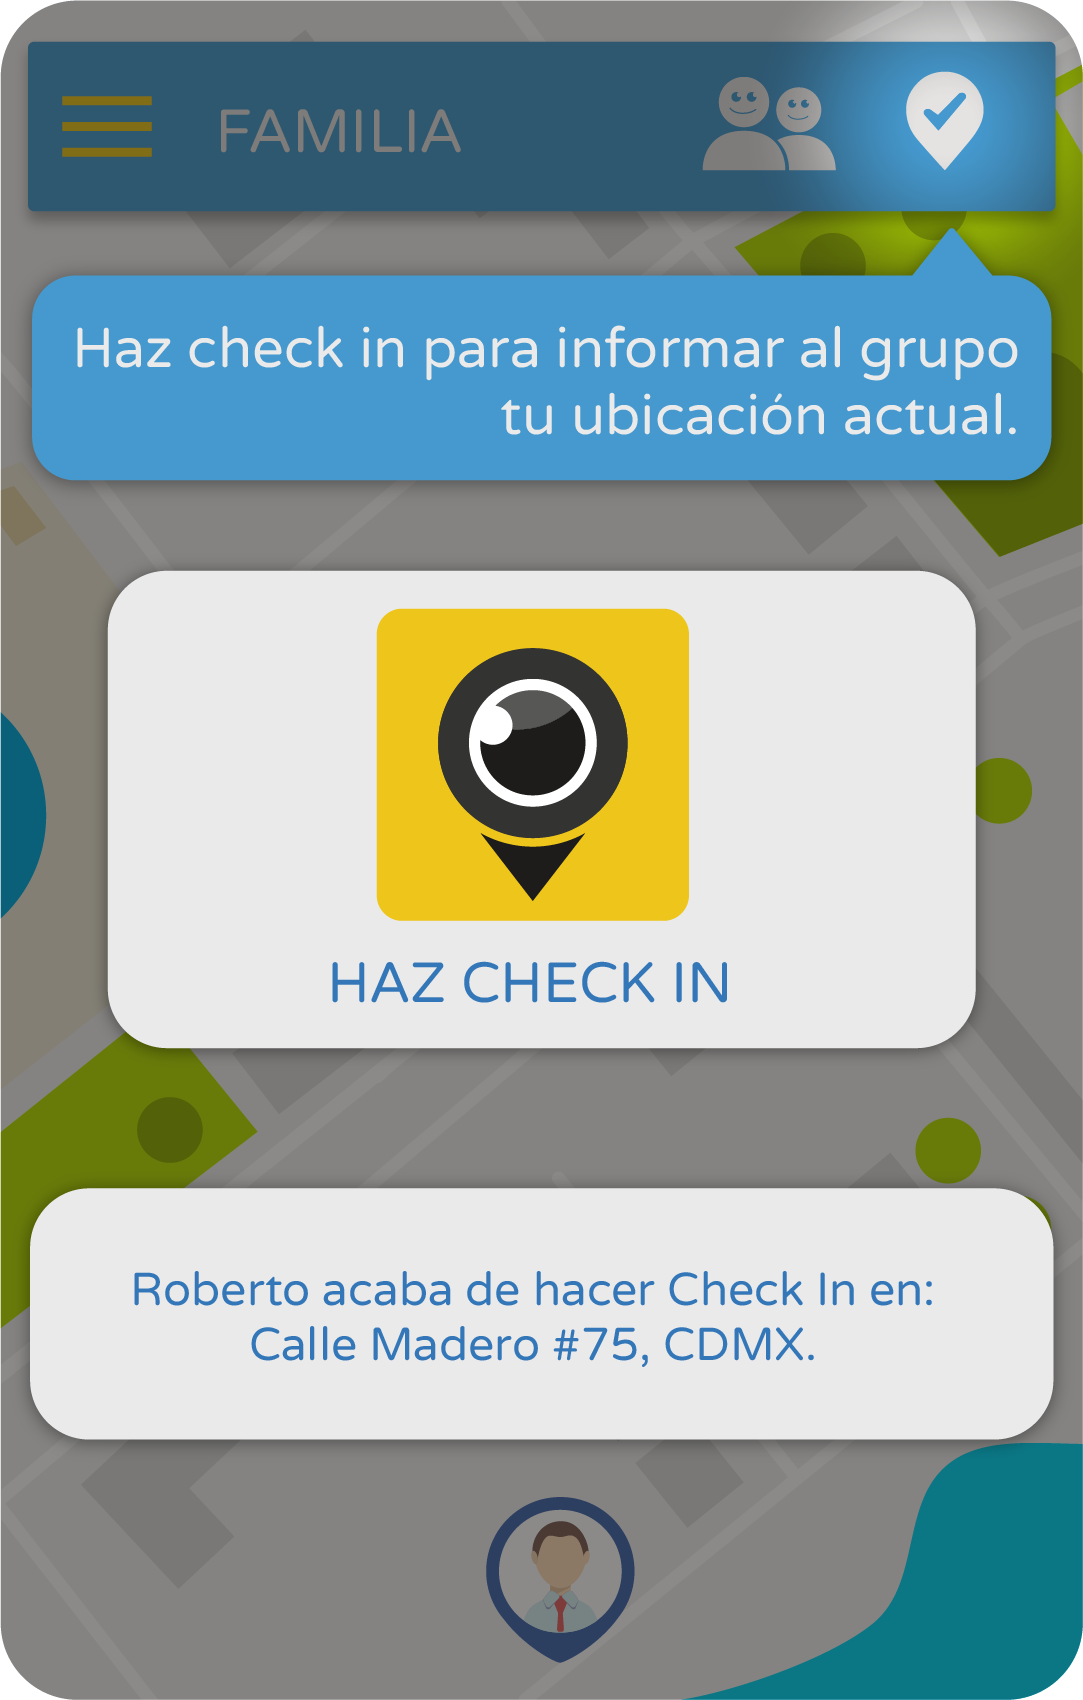 FAMILIA
Haz check in para informar al grupo
tu ubicación actual.
HAZ CHECK IN
Roberto acaba de hacer Check In en:
Calle Madero #75, CDMX.